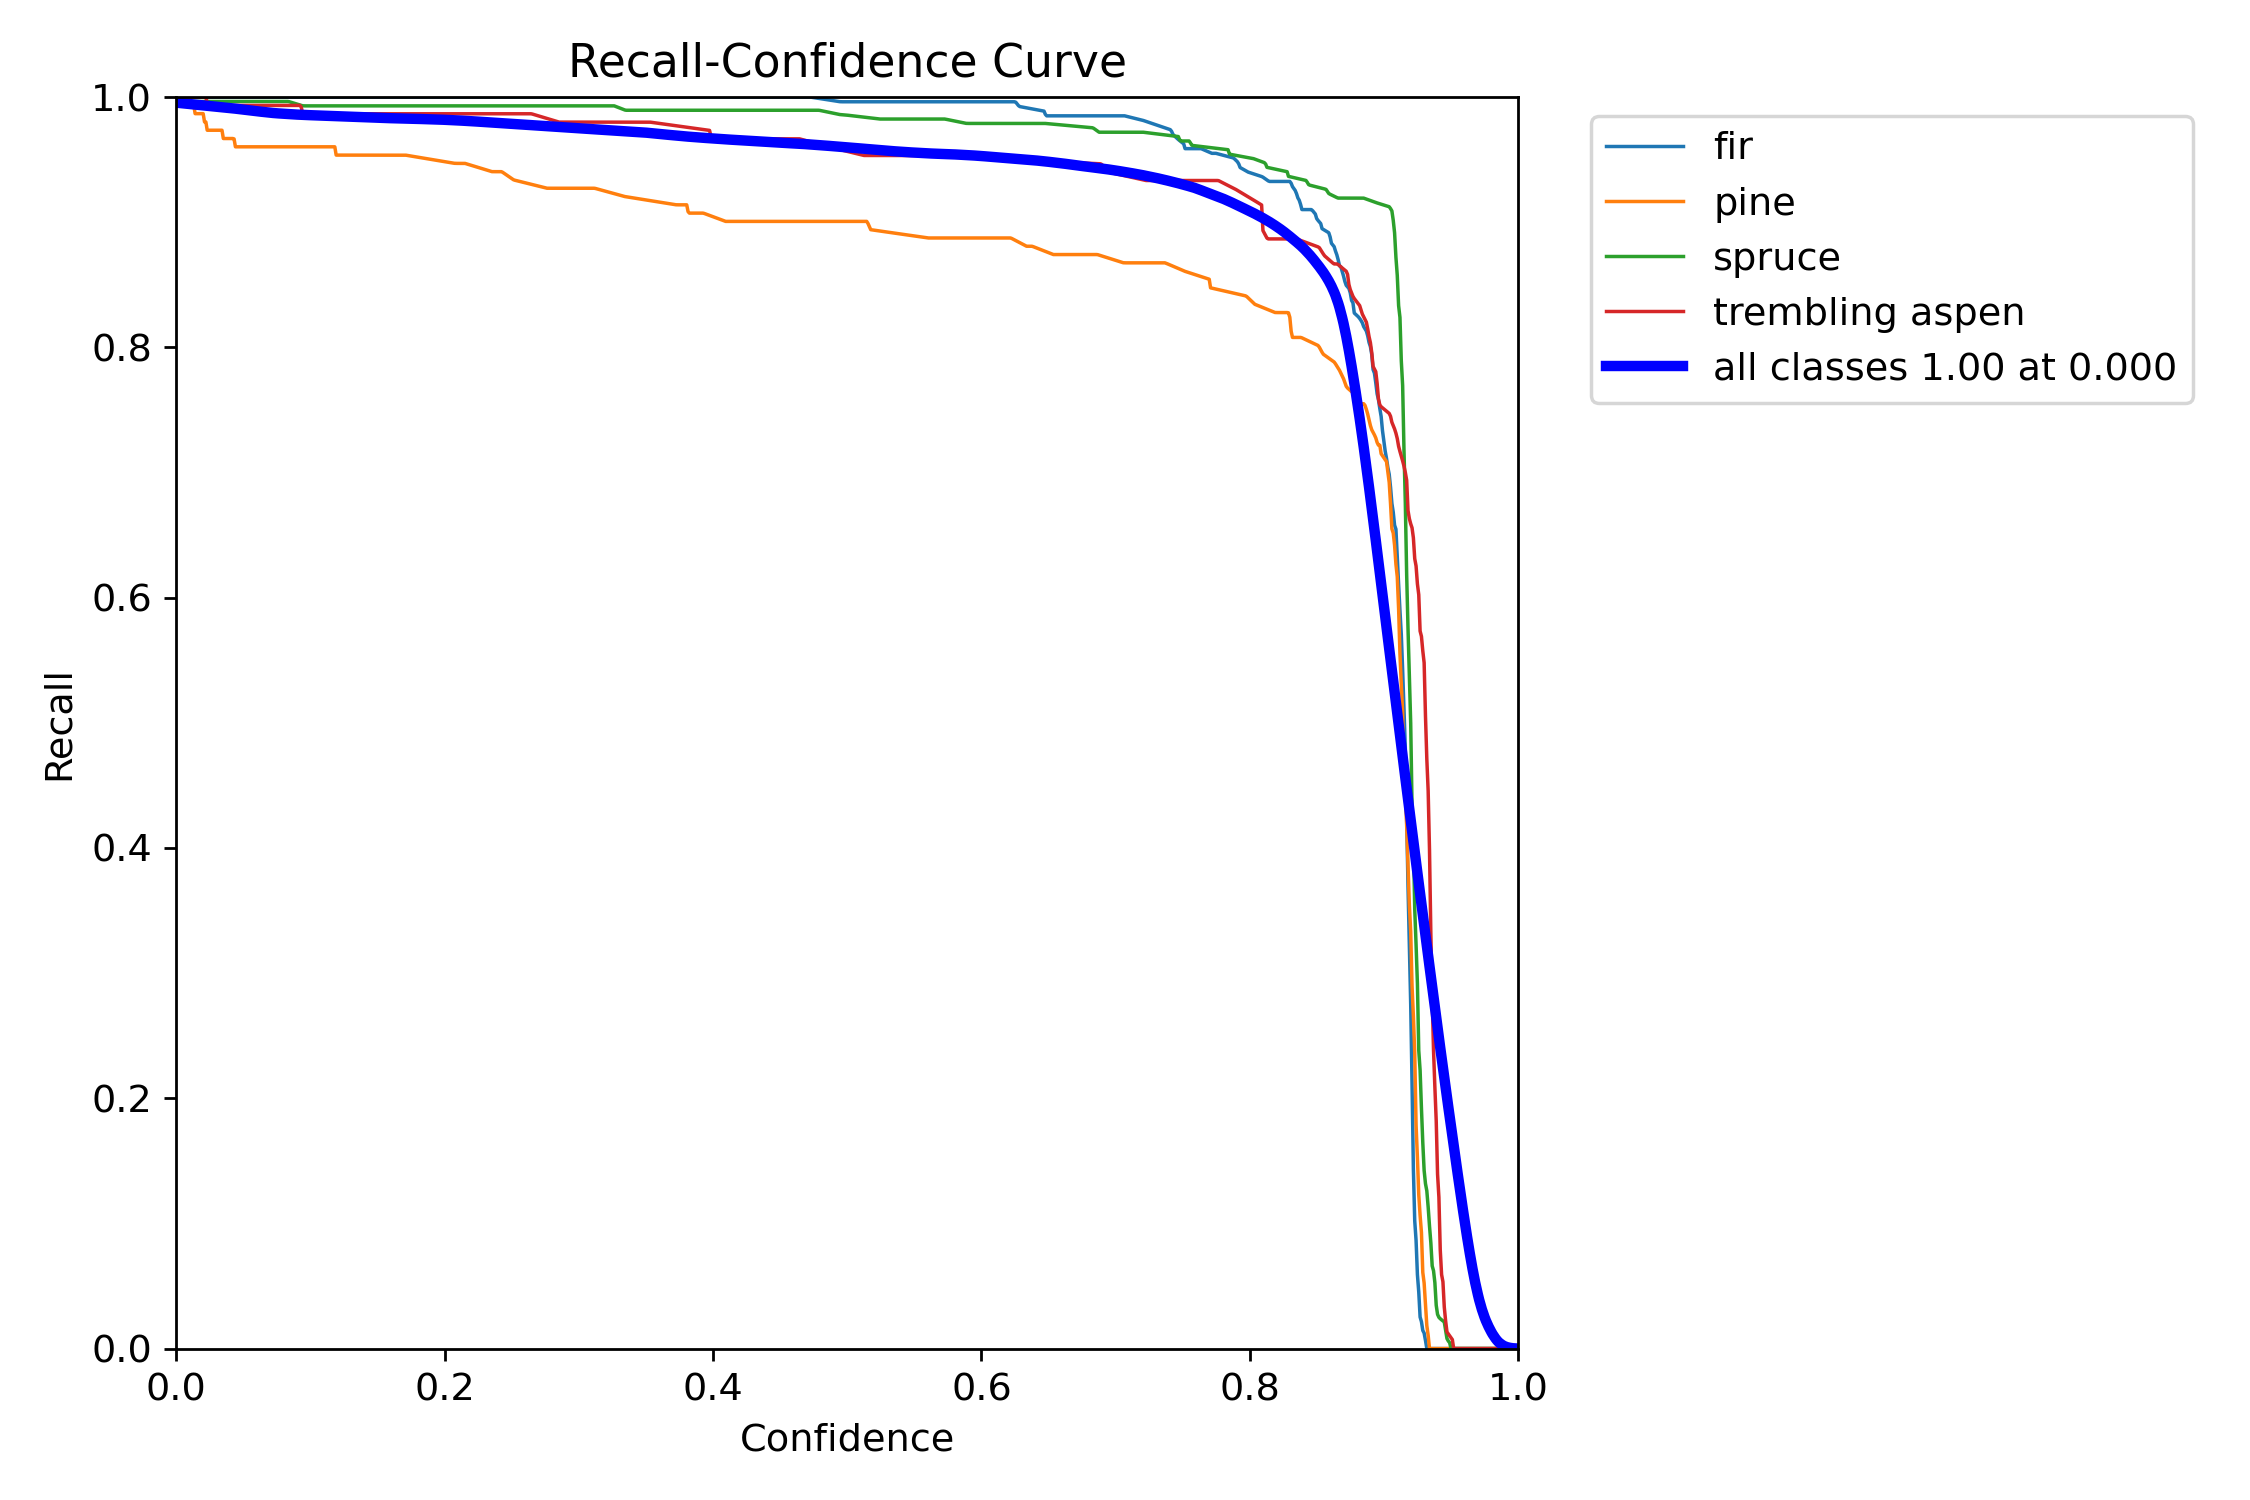 Recall-Confidence Curve
1.0
0.8
0.6
0.4
0.2
0.0
Recall
0.0 0.2 0.4 0.6 0.8 1.0
Confidence
fir
pine
spruce
trembling aspen
all classes 1.00 at 0.000